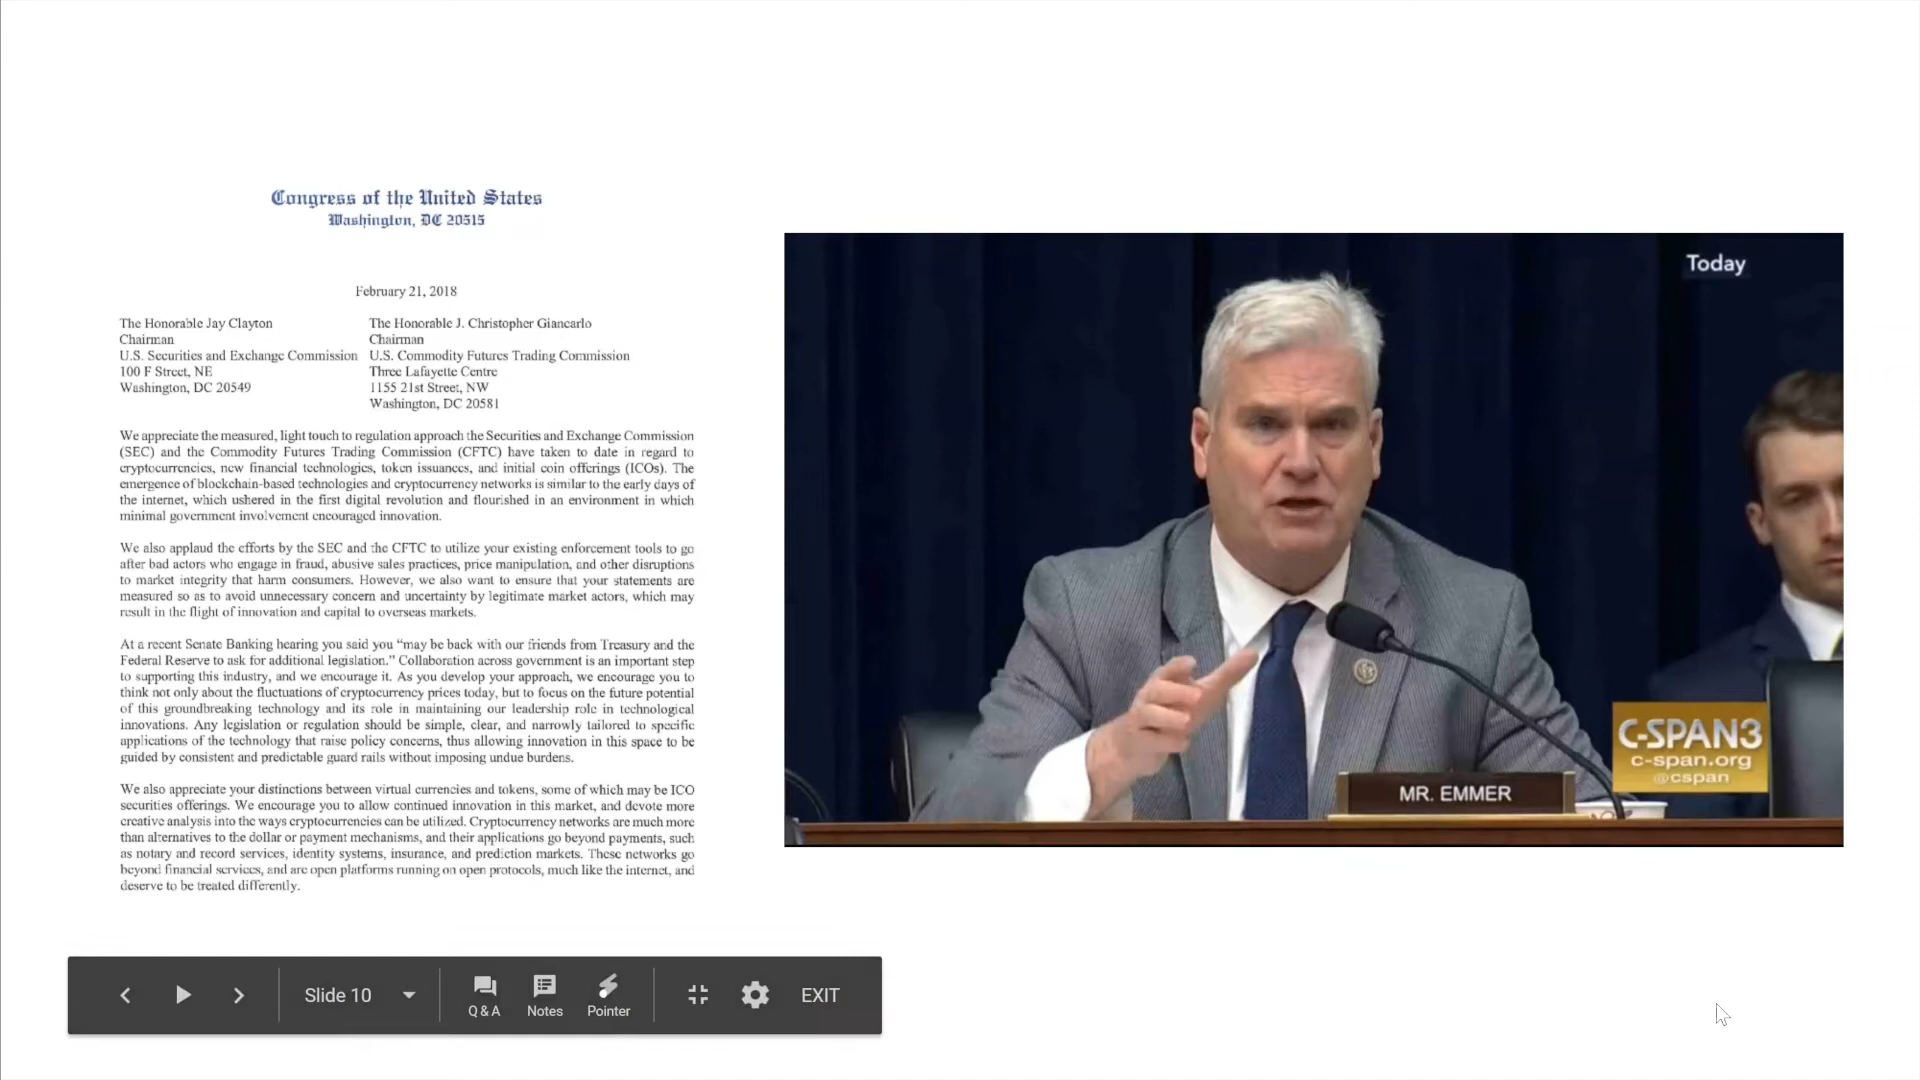 Congress of the United States
Washington, DC 20515
February 21, 2018
The Honorable Jay Clayton
Chairman
U.S. Securities and Exchange Commission
100 F Street, NE
Washington, DC 20549
The Honorable J. Christopher Giancarlo
Chairman
U.S. Commodity Futures Trading Commission
Three Lafayette Centre
1155 21st Street, NW
Washington, DC 20581
We appreciate the measured, light touch to regulation approach the Securities and Exchange Commission
(SEC) and the Commodity Futures Trading Commission (CFTC) have taken to date in regard to
cryptocurrencies, new financial technologies, token issuances, and initial coin offerings (ICOs). The
emergence of blockchain-based technologies and cryptocurrency networks is similar to the early days of
the internet, which ushered in the first digital revolution and flourished in an environment in which
minimal government involvement encouraged innovation.
We also applaud the efforts by the SEC and the CFTC to utilize your existing enforcement tools to go
after bad actors who engage in fraud, abusive sales practices, price manipulation, and other disruptions
to market integrity that harm consumers. However, we also want to ensure that your statements are
measured so as to avoid unnecessary concern and uncertainty by legitimate market actors, which may
result in the flight of innovation and capital to overseas markets.
At a recent Senate Banking hearing you said you “may be back with our friends from Treasury and the
Federal Reserve to ask for additional legislation.” Collaboration across government is an important step
to supporting this industry, and we encourage it. As you develop your approach, we encourage you to
think not only about the fluctuations of cryptocurrency prices today, but to focus on the future potential
of this groundbreaking technology and its role in maintaining our leadership role in technological
innovations. Any legislation or regulation should be simple, clear, and narrowly tailored to specific
applications of the technology that raise policy concerns, thus allowing innovation in this space to be
guided by consistent and predictable guard rails without imposing undue burdens.
We also appreciate your distinctions between virtual currencies and tokens, some of which may be ICO
securities offerings. We encourage you to allow continued innovation in this market, and devote more
creative analysis into the ways cryptocurrencies can be utilized. Cryptocurrency networks are much more
than alternatives to the dollar or payment mechanisms, and their applications go beyond payments, such
as notary and record services, identity systems, insurance, and prediction markets. These networks go
beyond financial services, and are open platforms running on open protocols, much like the internet, and
deserve to be treated differently.
Today
C-SPAN3
c-span.org
@cspan
MR. EMMER
Slide 10
Q & A
Notes
Pointer
EXIT